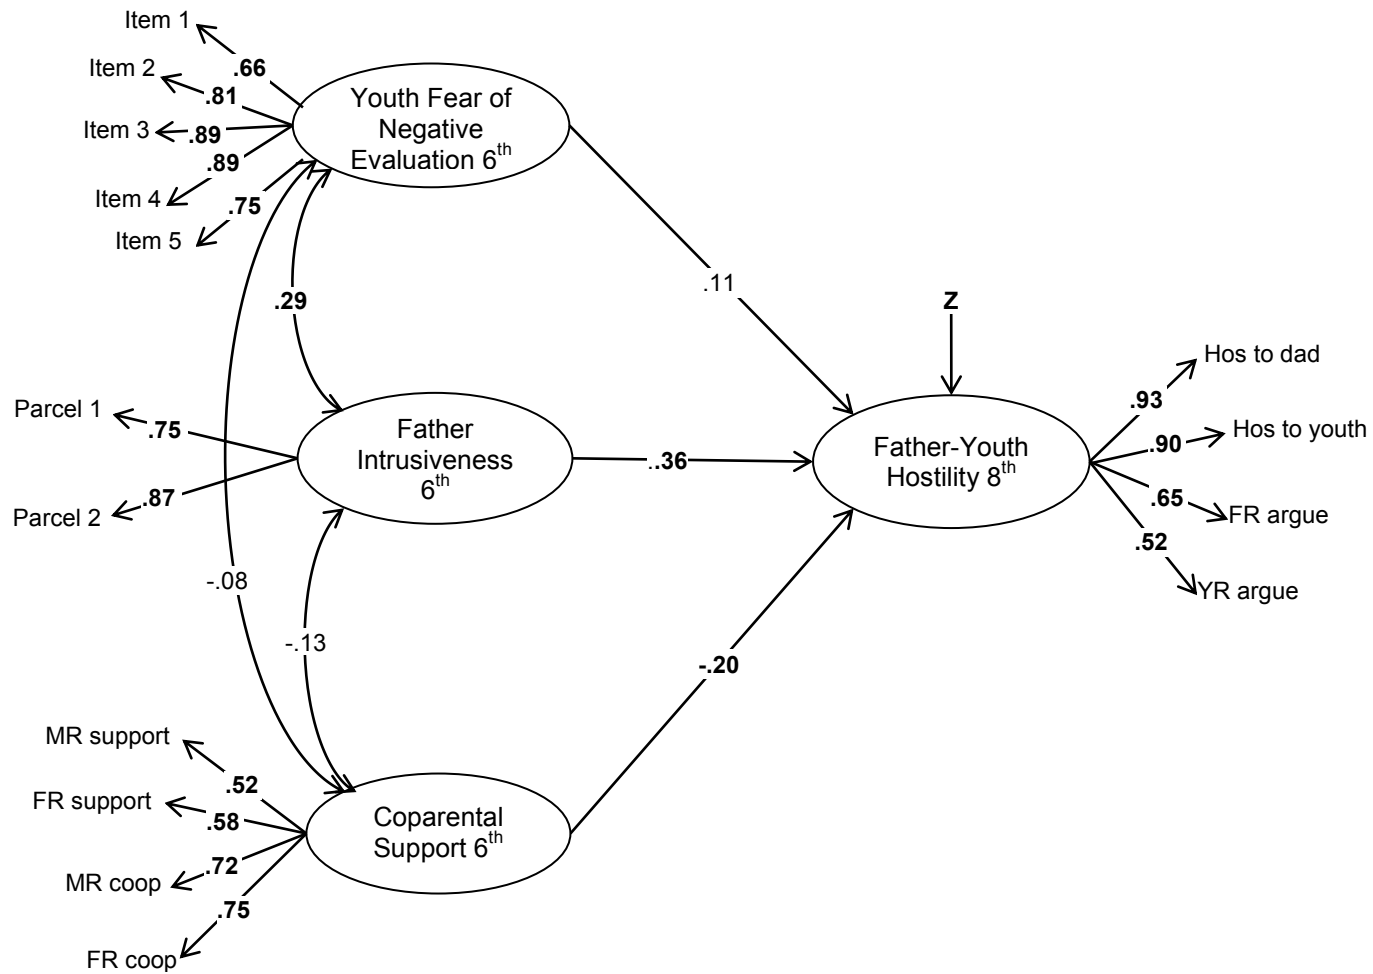 Item 1
.66
Item 2
.81
Item 3
.89
.89
Item 4
.75
Item 5
Youth Fear of
Negative
Evaluation 6th
.29
.11
Z
Parcel 1
.75
.87
Parcel 2
Father
Intrusiveness
6th
..36
Father-Youth
Hostility 8th
Hos to dad
.93
Hos to youth
.90
.65
FR argue
.52
YR argue
-.08
-.13
-.20
MR support
.52
FR support
.58
.72
MR coop
.75
FR coop
Coparental
Support 6th